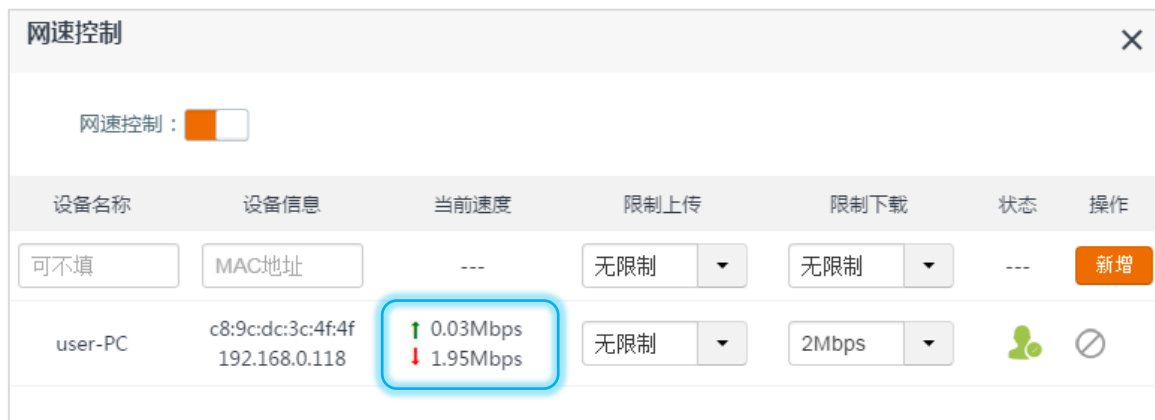 网速控制
网速控制：
设备名称 设备信息 当前速度 限制上传 限制下载 状态 操作
可不填 MAC地址 --- 无限制 无限制 --- 新增
user-PC c8:9c:dc:3c:4f:4f 192.168.0.118 ↑ 0.03Mbps ↓ 1.95Mbps 无限制 2Mbps